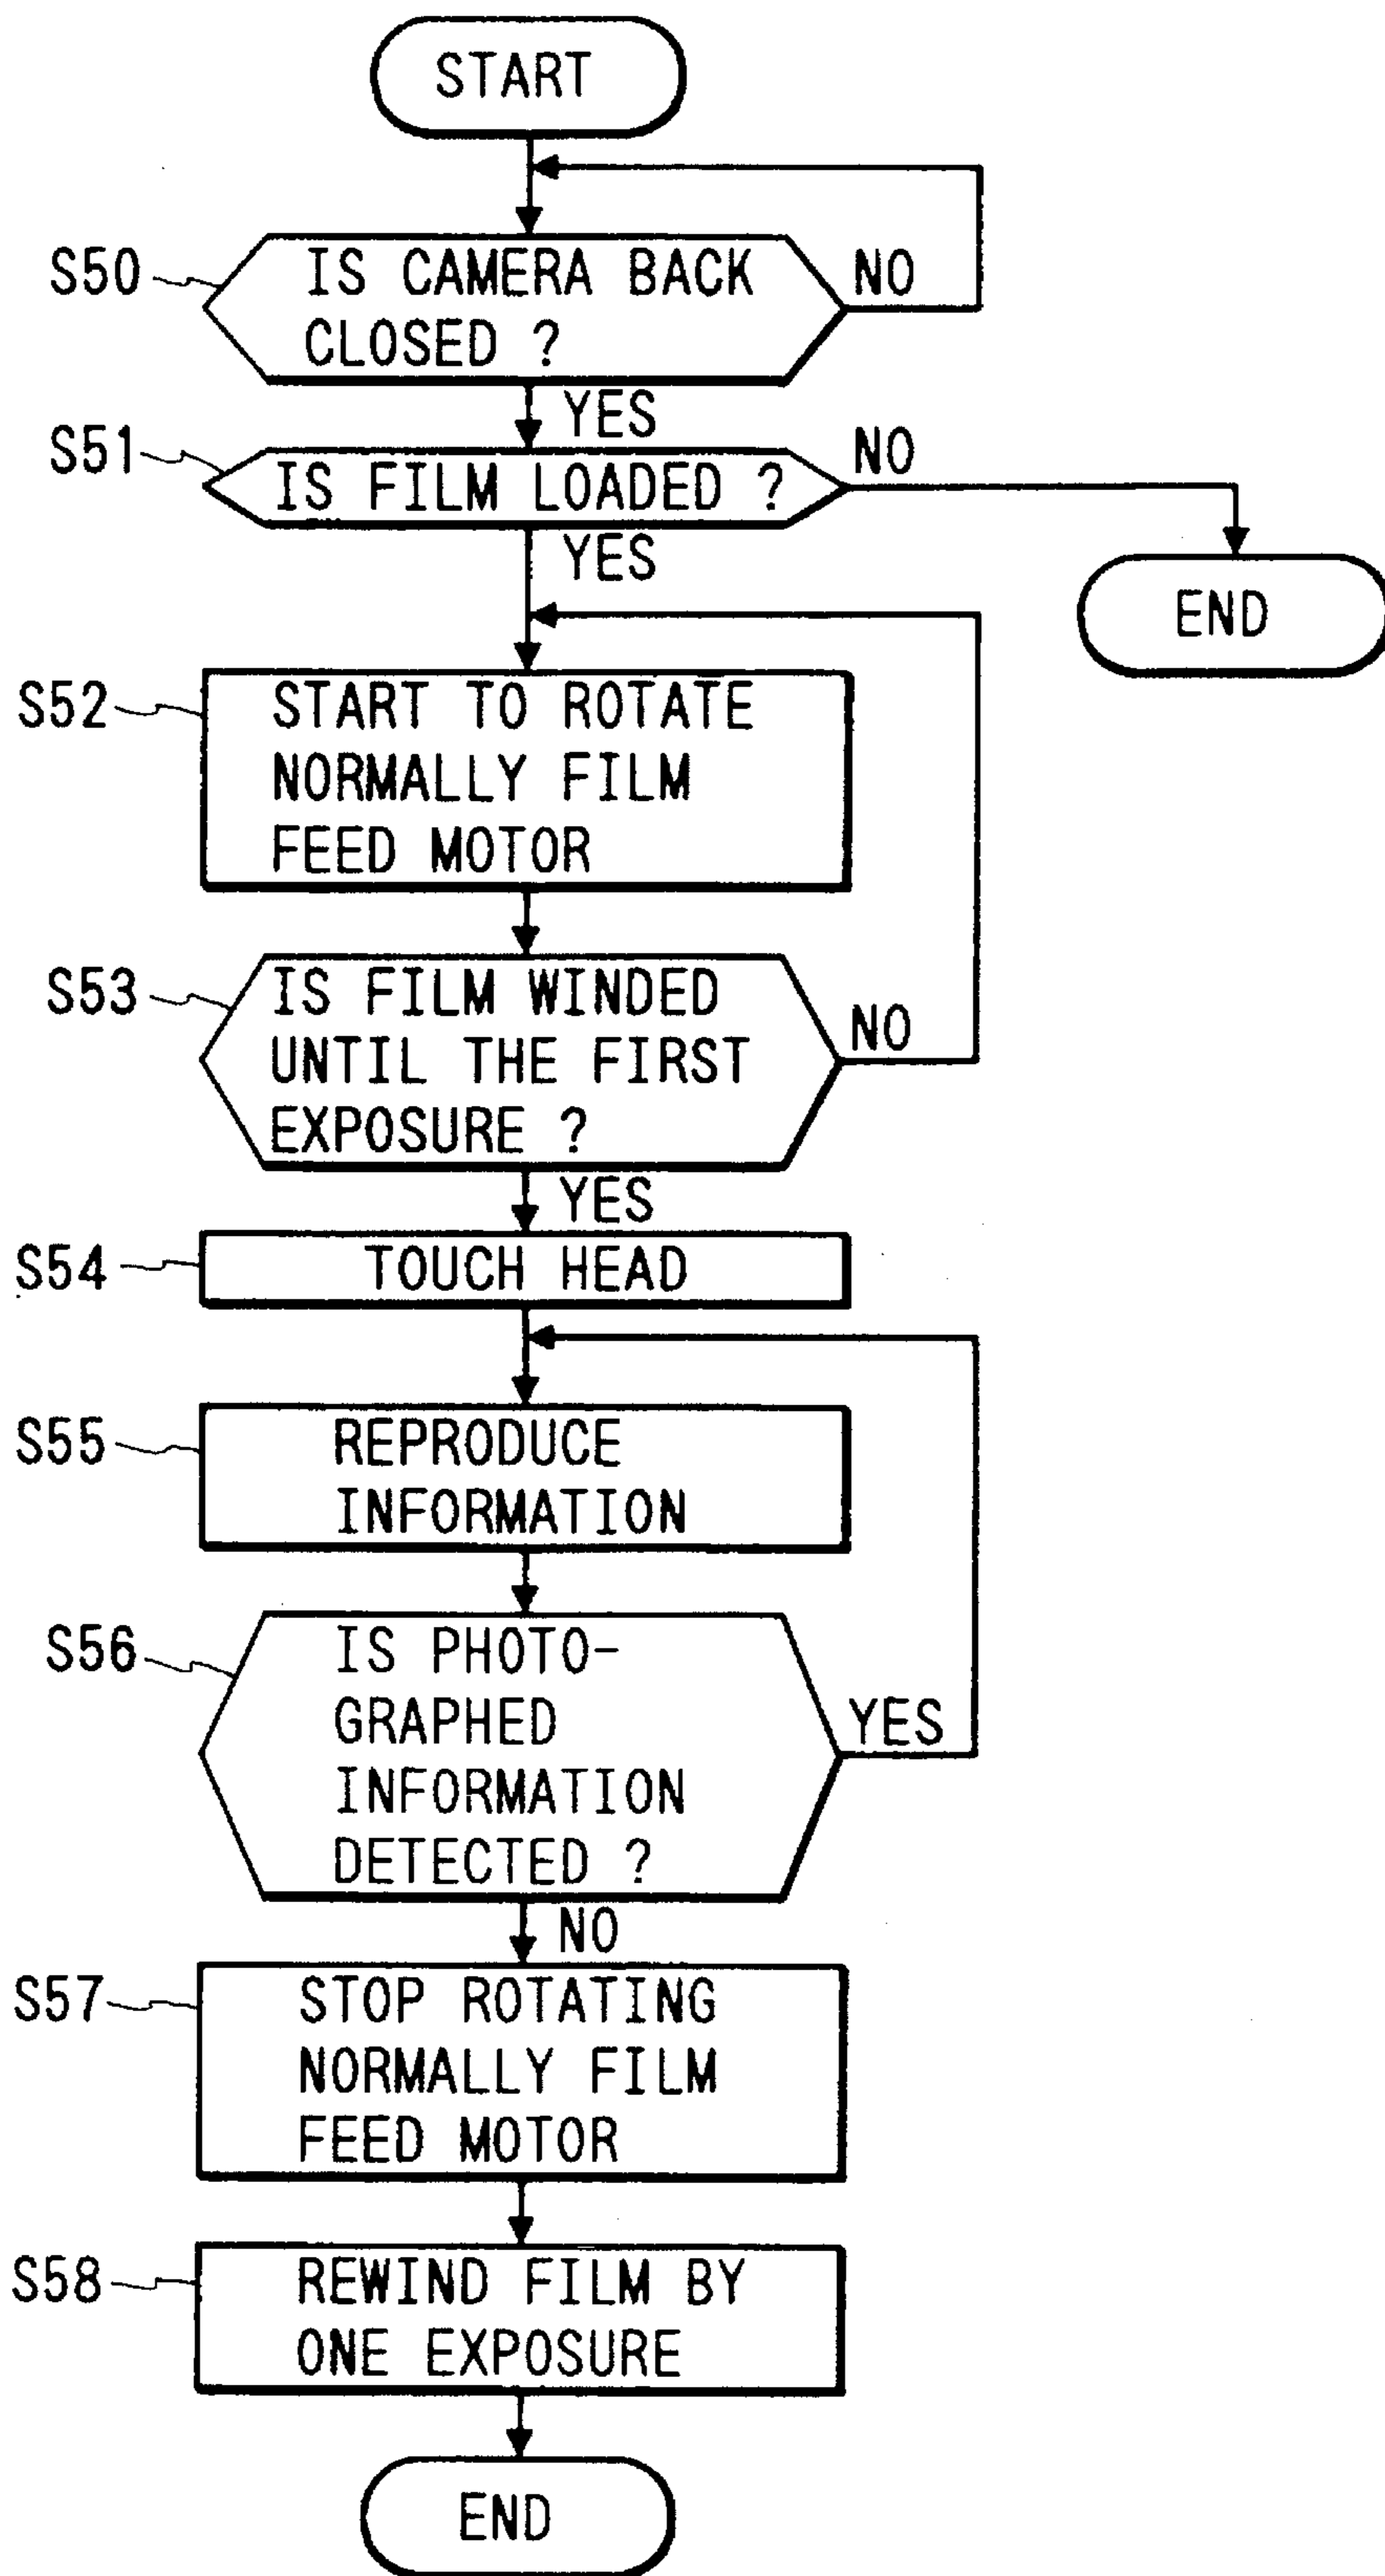 START
S50
IS CAMERA BACK
CLOSED ?
NO
YES
S51
IS FILM LOADED ?
NO
YES
END
S52
START TO ROTATE
NORMALLY FILM
FEED MOTOR
S53
IS FILM WINDED
UNTIL THE FIRST
EXPOSURE ?
NO
YES
S54
TOUCH HEAD
S55
REPRODUCE
INFORMATION
S56
IS PHOTO-
GRAPHED
INFORMATION
DETECTED ?
YES
NO
S57
STOP ROTATING
NORMALLY FILM
FEED MOTOR
S58
REWIND FILM BY
ONE EXPOSURE
END